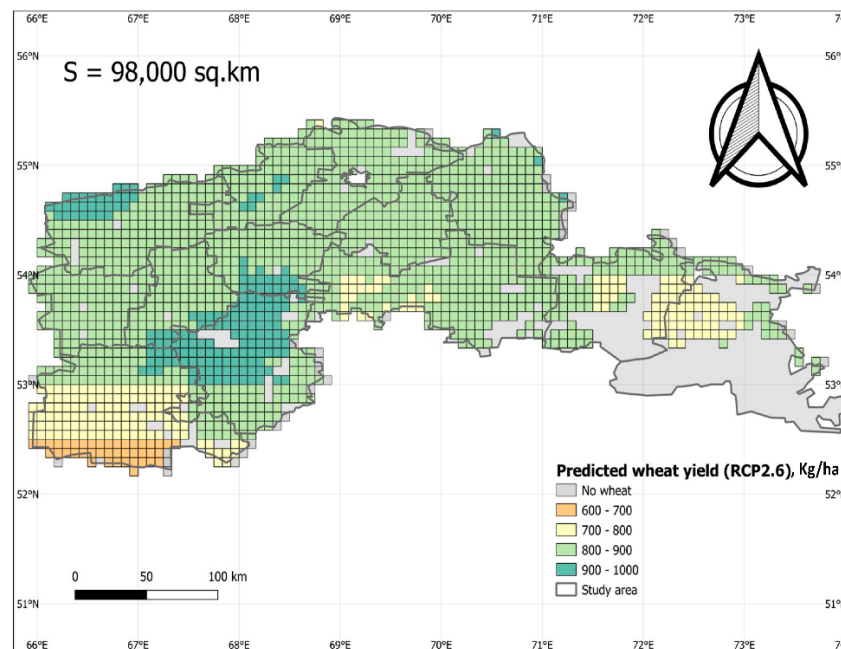 66°E 67°E 68°E 69°E 70°E 71°E 72°E 73°E 74
56°N 56°N
S = 98,000 sq.km
55°N 55°N
54°N 54°N
53°N 53°N
Predicted wheat yield (RCP2.6), Kg/ha
No wheat
52°N 52°N
600 - 700
700 - 800
800 - 900
0 50 100 km
900 - 1000
Study area
51°N 51°N
66°E 67°E 68°E 69°E 70°E 71°E 72°E 73°E 74